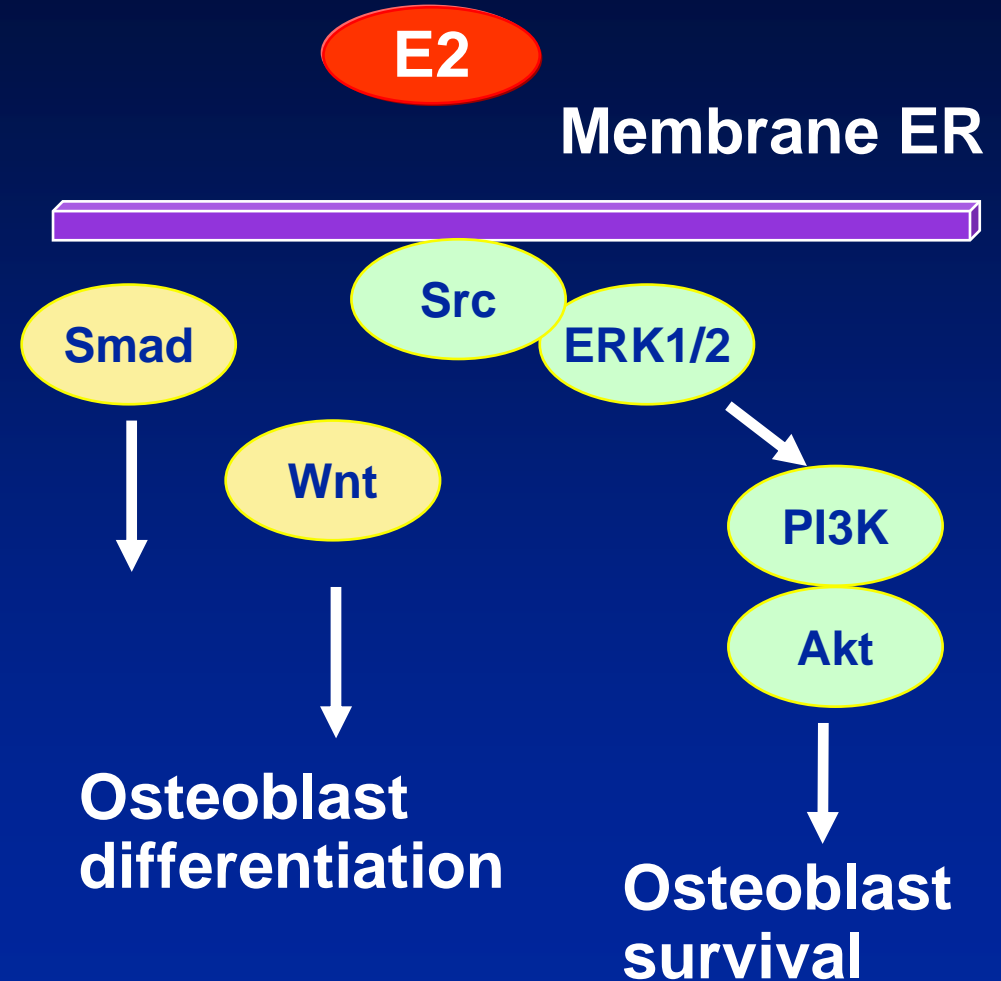 E2
Membrane ER
Src
Smad
ERK1/2
Wnt
PI3K
Akt
Osteoblast
differentiation
Osteoblast
survival